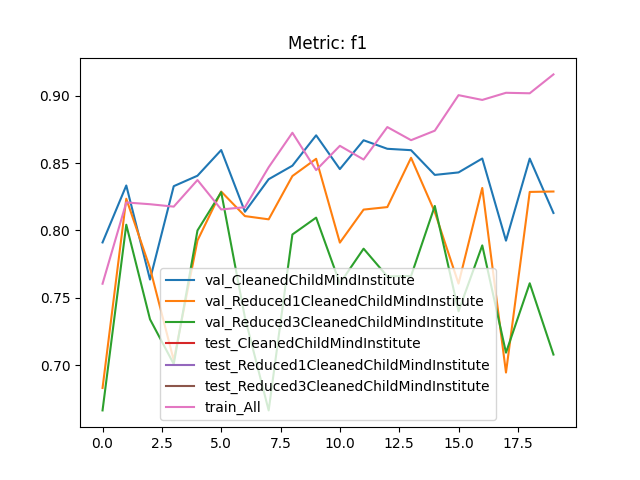 Metric: f1
0.90
0.85
0.80
0.75
0.70
val_CleanedChildMindInstitute
val_Reduced1CleanedChildMindInstitute
val_Reduced3CleanedChildMindInstitute
test_CleanedChildMindInstitute
test_Reduced1CleanedChildMindInstitute
test_Reduced3CleanedChildMindInstitute
train_All
0.0 2.5 5.0 7.5 10.0 12.5 15.0 17.5